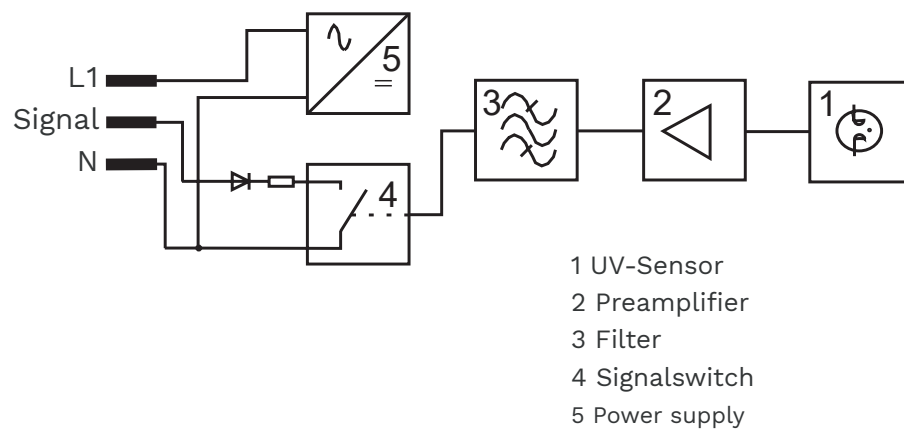 L1
Signal
N
5
4
3
2
1
1 UV-Sensor
2 Preamplifier
3 Filter
4 Signalswitch
5 Power supply